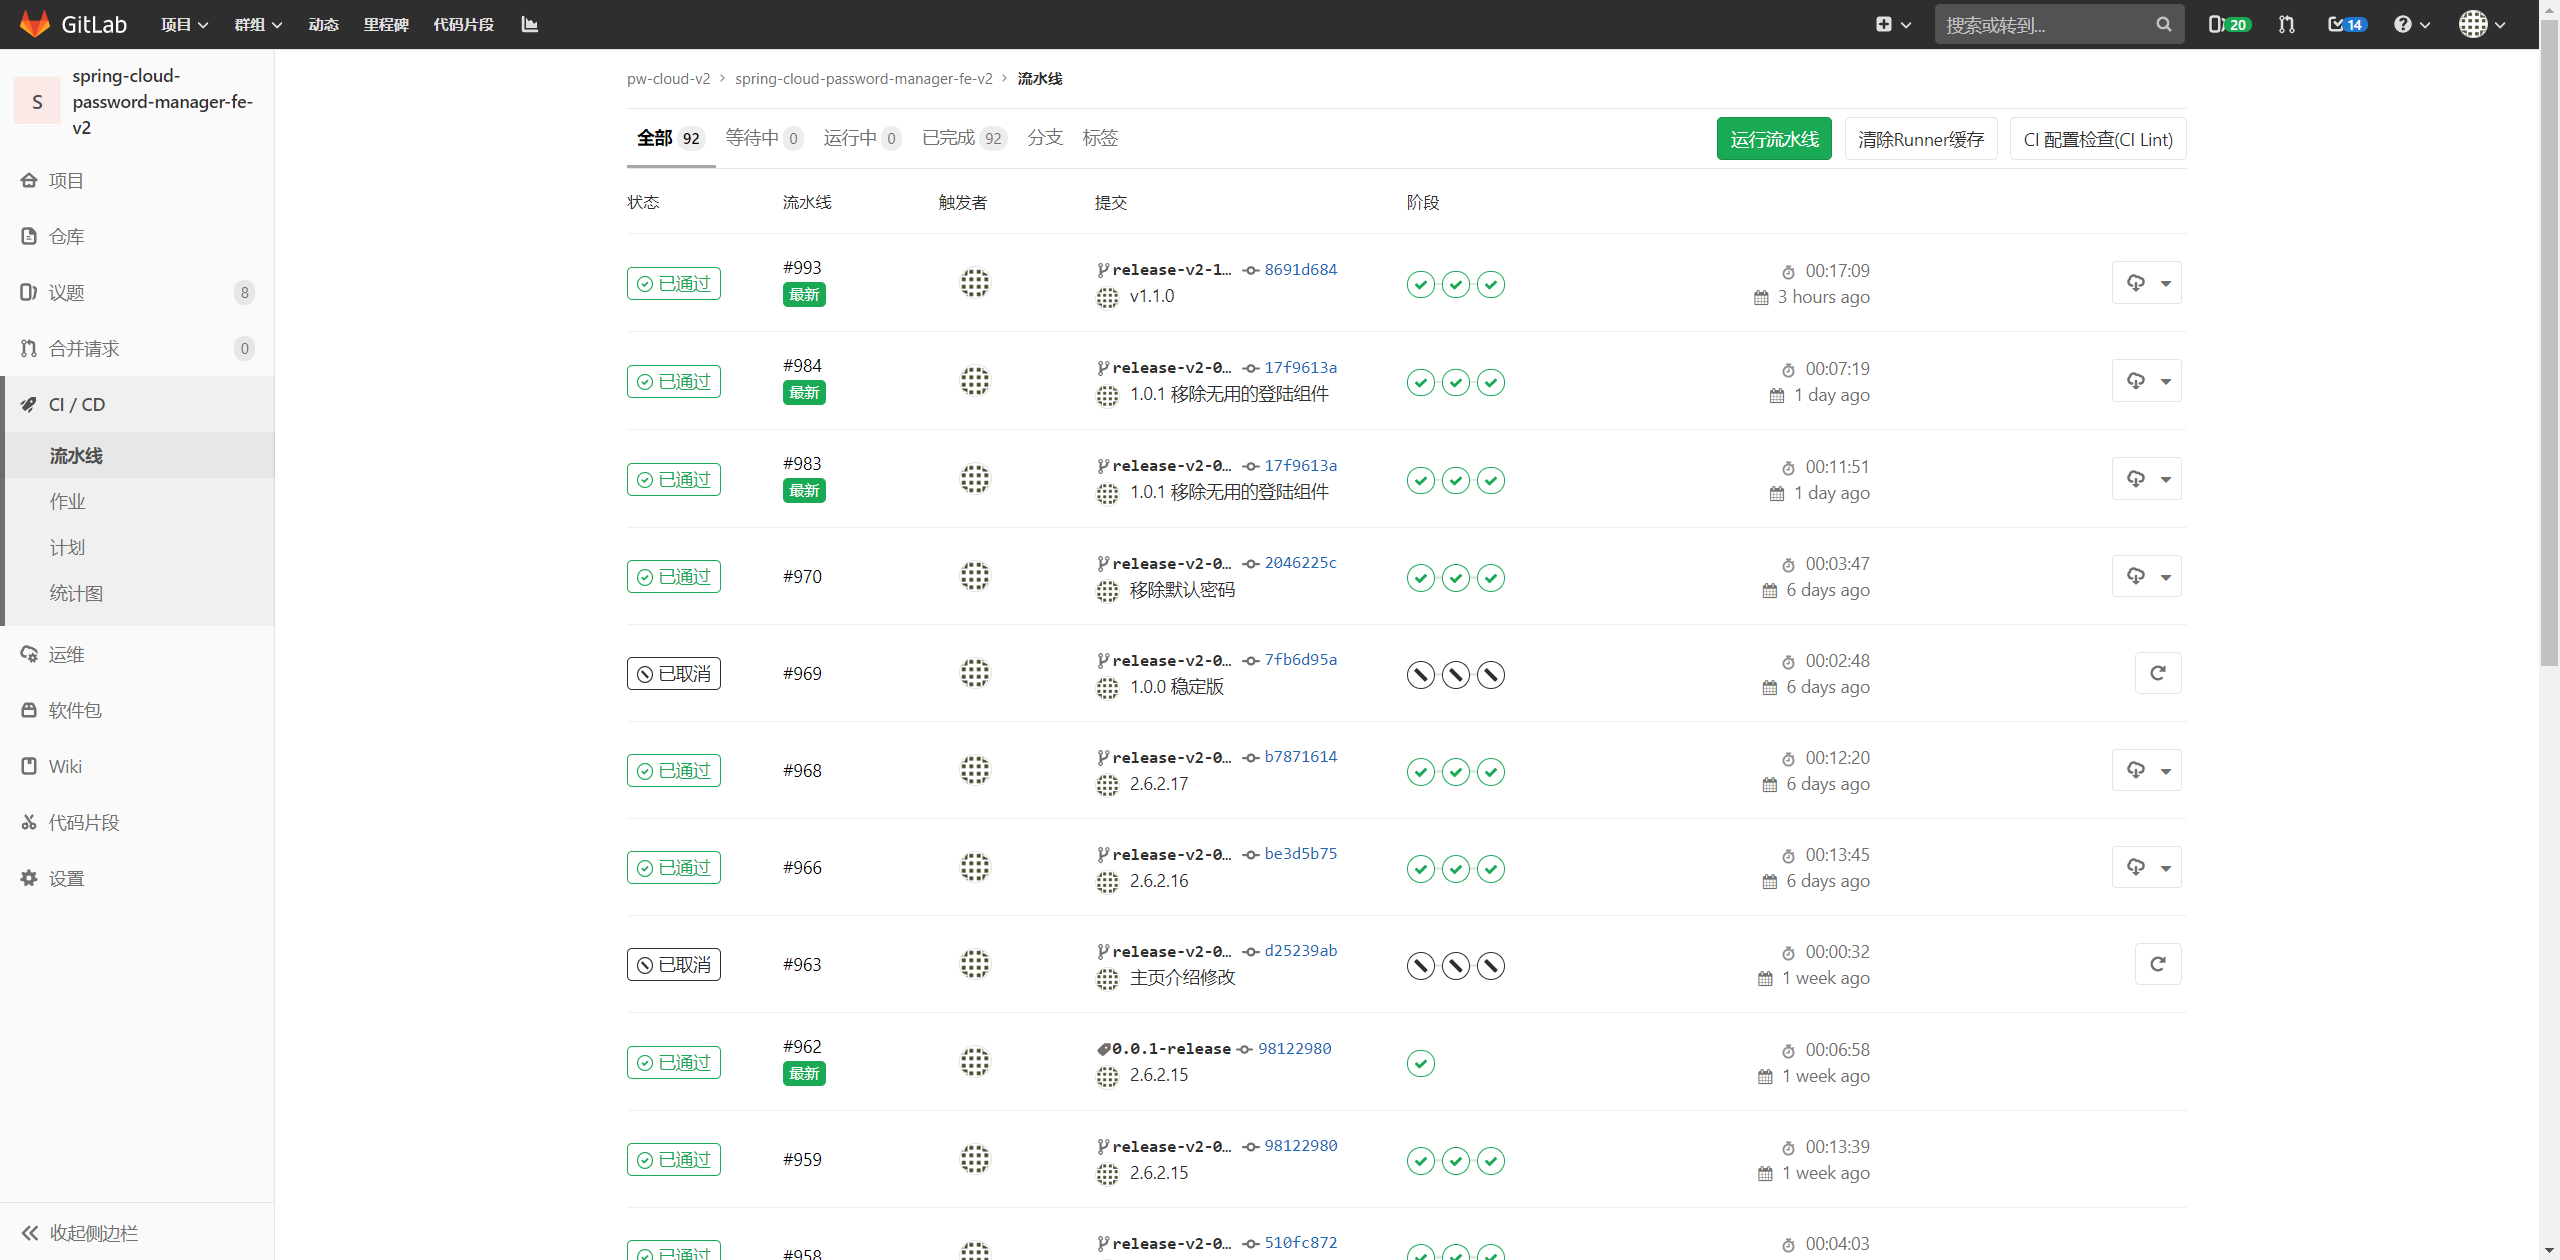 GitLab
项目
群组
动态
里程碑
代码片段
搜索或转到...
20
14
S
spring-cloud-
password-manager-fe-
v2
项目
仓库
议题 8
合并请求 0
CI / CD
流水线
作业
计划
统计图
运维
软件包
Wiki
代码片段
设置
收起侧边栏
pw-cloud-v2 › spring-cloud-password-manager-fe-v2 › 流水线
全部 92 等待中 0 运行中 0 已完成 92 分支 标签
运行流水线 清除Runner缓存 CI 配置检查(CI Lint)
状态 流水线 触发者 提交 阶段
已通过
#993
最新
release-v2-1... 8691d684
v1.1.0
00:17:09
3 hours ago
已通过
#984
最新
release-v2-0... 17f9613a
1.0.1 移除无用的登陆组件
00:07:19
1 day ago
已通过
#983
最新
release-v2-0... 17f9613a
1.0.1 移除无用的登陆组件
00:11:51
1 day ago
已通过
#970
release-v2-0... 2046225c
移除默认密码
00:03:47
6 days ago
已取消
#969
release-v2-0... 7fb6d95a
1.0.0 稳定版
00:02:48
6 days ago
已通过
#968
release-v2-0... b7871614
2.6.2.17
00:12:20
6 days ago
已通过
#966
release-v2-0... be3d5b75
2.6.2.16
00:13:45
6 days ago
已取消
#963
release-v2-0... d25239ab
主页介绍修改
00:00:32
1 week ago
已通过
#962
最新
0.0.1-release 98122980
2.6.2.15
00:06:58
1 week ago
已通过
#959
release-v2-0... 98122980
2.6.2.15
00:13:39
1 week ago
已通过
#958
release-v2-0... 510fc872
00:04:03